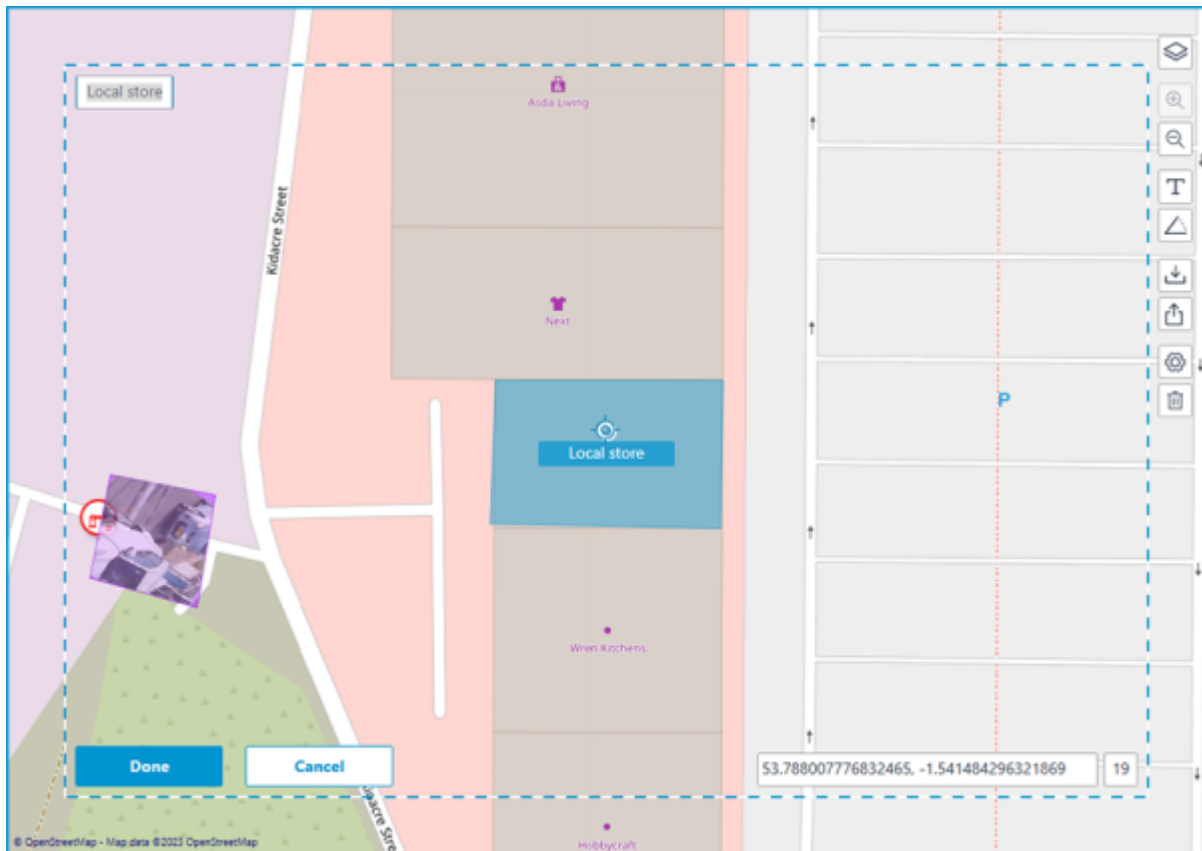 Local store
Asda Living
Kidacre Street
T
Next
P
Local store
Wren Kitchens
Done
Cancel
53.788007776832465, -1.541484296321869
19
Kidacre Street
Hobbycraft
© OpenStreetMap - Map data ©2023 OpenStreetMap